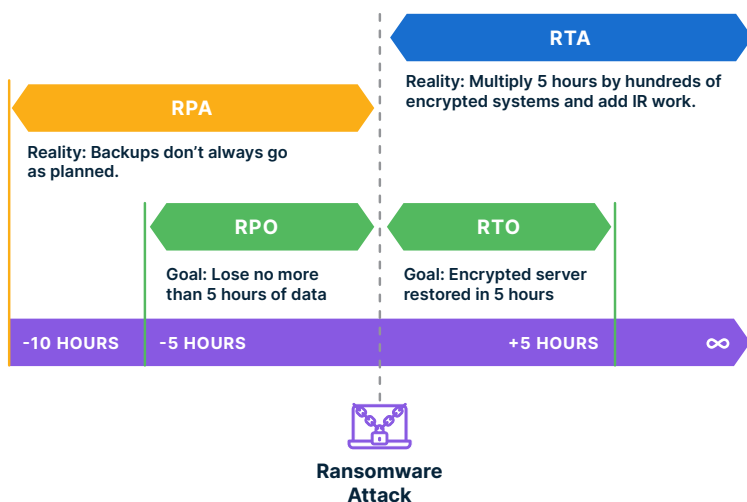 RTA
Reality: Multiply 5 hours by hundreds of
encrypted systems and add IR work.
RPA
Reality: Backups don’t always go
as planned.
RPO
Goal: Lose no more
than 5 hours of data
RTO
Goal: Encrypted server
restored in 5 hours
-10 HOURS
-5 HOURS
+5 HOURS
∞
Ransomware
Attack